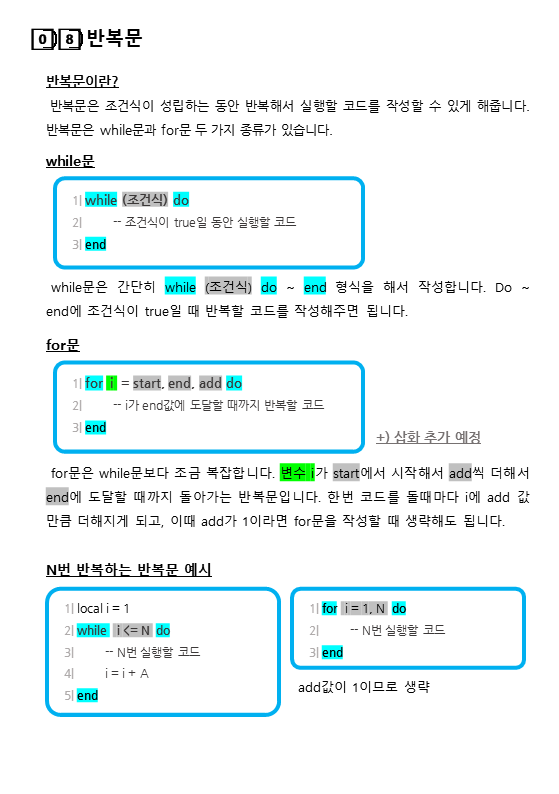 08 반복문
반복문이란?
반복문은 조건식이 성립하는 동안 반복해서 실행할 코드를 작성할 수 있게 해줍니다.
반복문은 while문과 for문 두 가지 종류가 있습니다.
while문
1| while (조건식) do
2| -- 조건식이 true일 동안 실행할 코드
3| end
while문은 간단히 while (조건식) do ~ end 형식을 해서 작성합니다. Do ~
end에 조건식이 true일 때 반복할 코드를 작성해주면 됩니다.
for문
1| for i = start, end, add do
2| -- i가 end값에 도달할 때까지 반복할 코드
3| end
+) 삽화 추가 예정
for문은 while문보다 조금 복잡합니다. 변수 i가 start에서 시작해서 add씩 더해서
end에 도달할 때까지 돌아가는 반복문입니다. 한번 코드를 돌때마다 i에 add 값
만큼 더해지게 되고, 이때 add가 1이라면 for문을 작성할 때 생략해도 됩니다.
N번 반복하는 반복문 예시
1| local i = 1
2| while i <= N do
3| -- N번 실행할 코드
4| i = i + A
5| end
1| for i = 1, N do
2| -- N번 실행할 코드
3| end
add값이 1이므로 생략